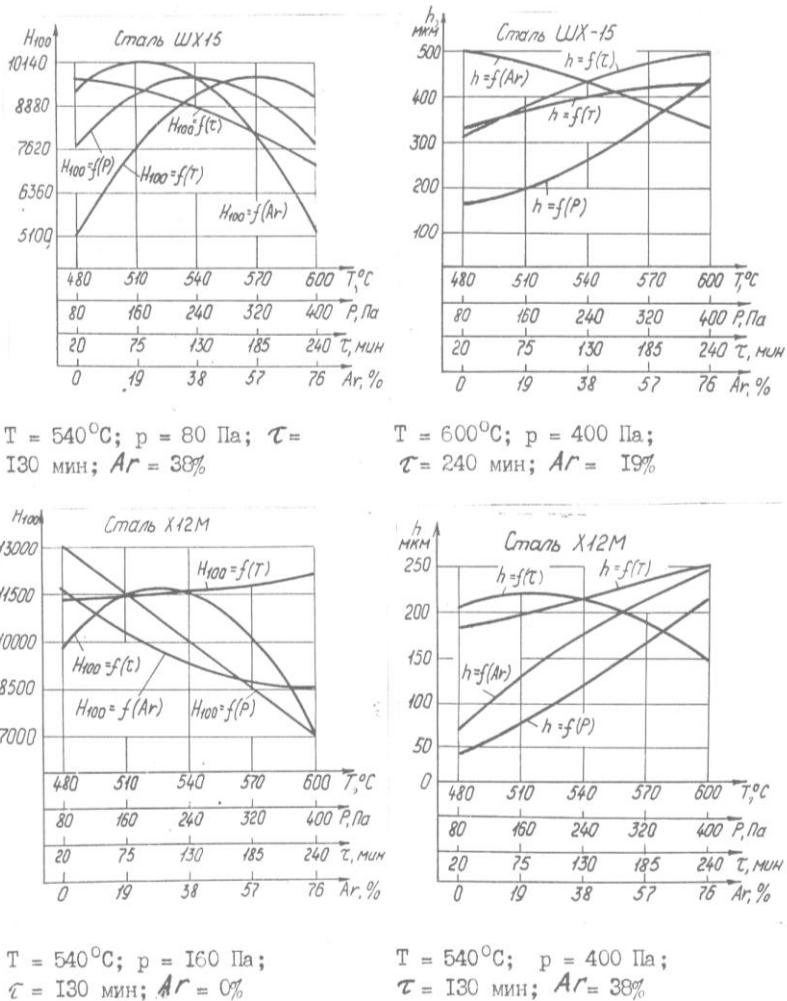 H100
Сталь ШХ15
10140
8880
7620
6360
5100
H100=f(τ)
H100=f(P)
H100=f(T)
H100=f(Ar)
480 510 540 570 600 T,°C
80 160 240 320 400 P,Па
20 75 130 185 240 τ,мин
0 19 38 57 76 Ar,%
T = 540°C; p = 80 Па; τ =
I30 мин; Ar = 38%
h,
мкм
Сталь ШХ-15
500
400
300
200
100
h=f(Ar)
h=f(τ)
h=f(T)
h=f(P)
480 510 540 570 600 T,°C
80 160 240 320 400 P,Па
20 75 130 185 240 τ,мин
0 19 38 57 76 Ar,%
T = 600°C; p = 400 Па;
τ = 240 мин; Ar = I9%
H100
Сталь X12M
13000
11500
10000
8500
7000
H100=f(T)
H100=f(τ)
H100=f(Ar)
H100=f(P)
480 510 540 570 600 T,°C
80 160 240 320 400 P,Па
20 75 130 185 240 τ,мин
0 19 38 57 76 Ar,%
T = 540°C; p = I60 Па;
τ = I30 мин; Ar = 0%
h
мкм
Сталь X12M
250
200
150
100
50
0
h=f(τ)
h=f(T)
h=f(Ar)
h=f(P)
480 510 540 570 600 T,°C
80 160 240 320 400 P,Па
20 75 130 185 240 τ,мин
0 19 38 57 76 Ar,%
T = 540°C; p = 400 Па;
τ = I30 мин; Ar = 38%